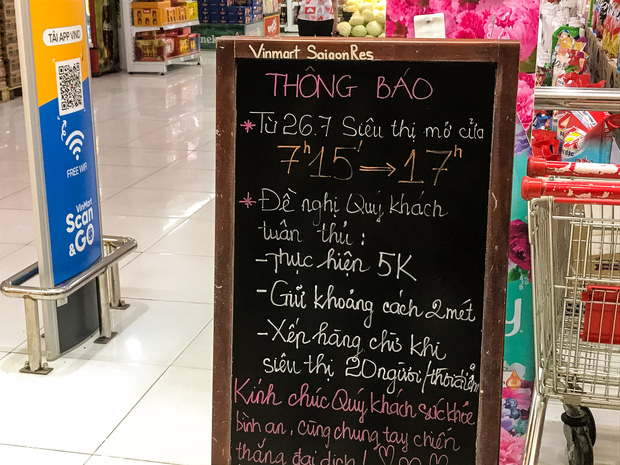 TẢI APP VNID
FREE WIFI
VinMart
Scan
&GO
Vinmart SaigonRes
THÔNG BÁO
*Từ 26.7 Siêu thị mở cửa
7h15' ⇒ 17h
*Đề nghị Quý khách
tuân thủ:
-Thực hiện 5K
-Gửi khoảng cách 2 mét
-Xếp hàng chờ khi
siêu thị 20 người/thời điểm
Kính chúc Quý khách sức khỏe
bình an, cùng chung tay chiến
thắng đại dịch!